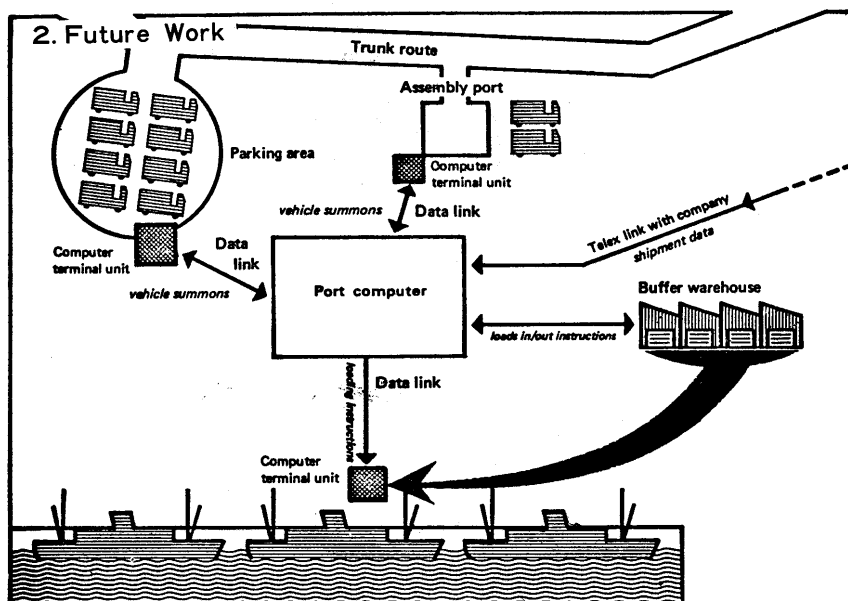 2. Future Work
Trunk route
Assembly port
Parking area
Computer
terminal unit
vehicle summons
Data link
Telex link with company
shipment data
Computer
terminal unit
Data
link
vehicle summons
Port computer
Buffer warehouse
loads in/out instructions
Data link
loading instructions
Computer
terminal unit